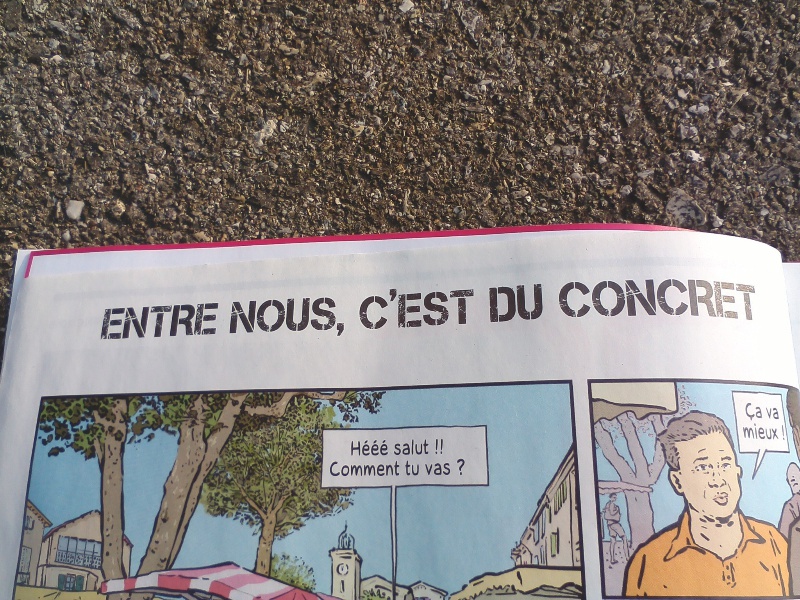 ENTRE NOUS, C'EST DU CONCRET
Hééé salut !!
Comment tu vas ?
Ça va
mieux !